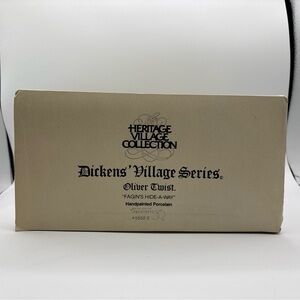 HERITAGE
VILLAGE
COLLECTION
Dickens' Village Series®
Oliver Twist
"FAGIN'S HIDE-A-WAY"
Handpainted Porcelain